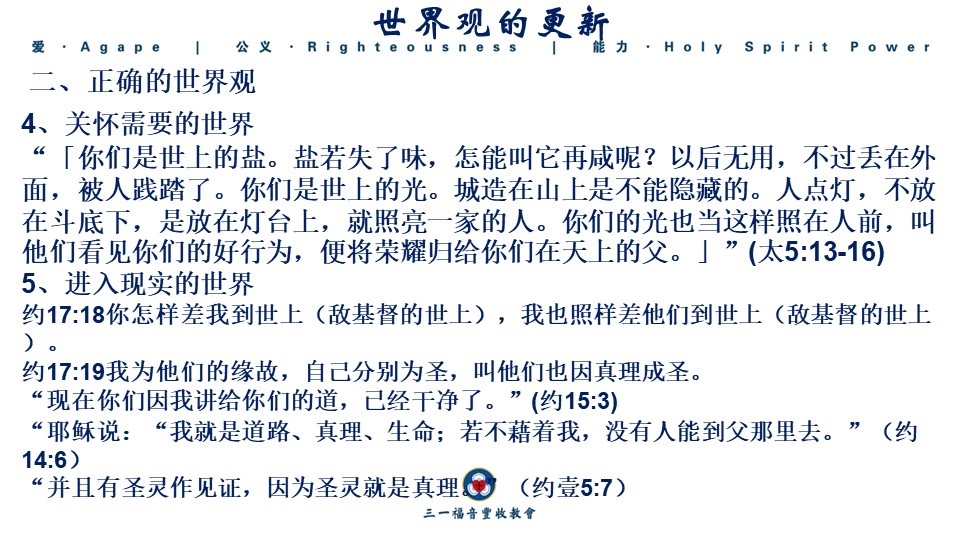 世界观的更新
爱·Agape | 公义·Righteousness | 能力·Holy Spirit Power
二、正确的世界观
4、关怀需要的世界
“「你们是世上的盐。盐若失了味，怎能叫它再咸呢？以后无用，不过丢在外
面，被人践踏了。你们是世上的光。城造在山上是不能隐藏的。人点灯，不放
在斗底下，是放在灯台上，就照亮一家的人。你们的光也当这样照在人前，叫
他们看见你们的好行为，便将荣耀归给你们在天上的父。」”(太5:13-16)
5、进入现实的世界
约17:18你怎样差我到世上（敌基督的世上），我也照样差他们到世上（敌基督的世上
）。
约17:19我为他们的缘故，自己分别为圣，叫他们也因真理成圣。
“现在你们因我讲给你们的道，已经干净了。”(约15:3)
“耶稣说：“我就是道路、真理、生命；若不藉着我，没有人能到父那里去。”（约
14:6）
“并且有圣灵作见证，因为圣灵就是真理。”（约壹5:7）
三一福音豐收教會